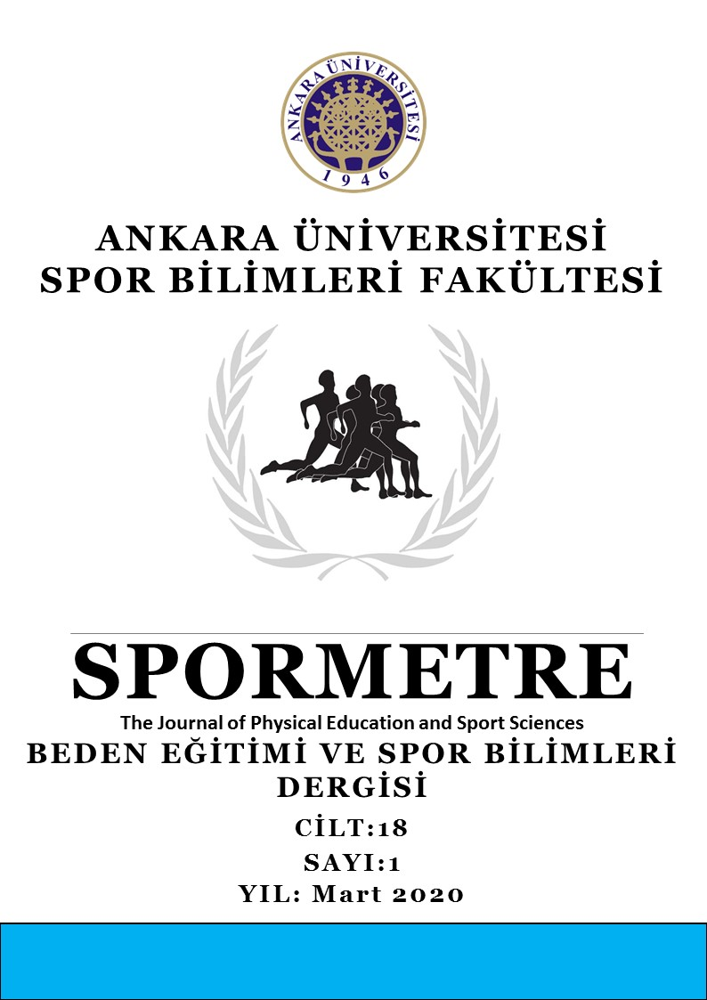 ANKARA ÜNİVERSİTESİ
1946
ANKARA ÜNİVERSİTESİ
SPOR BİLİMLERİ FAKÜLTESİ
SPORMETRE
The Journal of Physical Education and Sport Sciences
BEDEN EĞİTİMİ VE SPOR BİLİMLERİ
DERGİSİ
CİLT:18
SAYI:1
YIL: Mart 2020